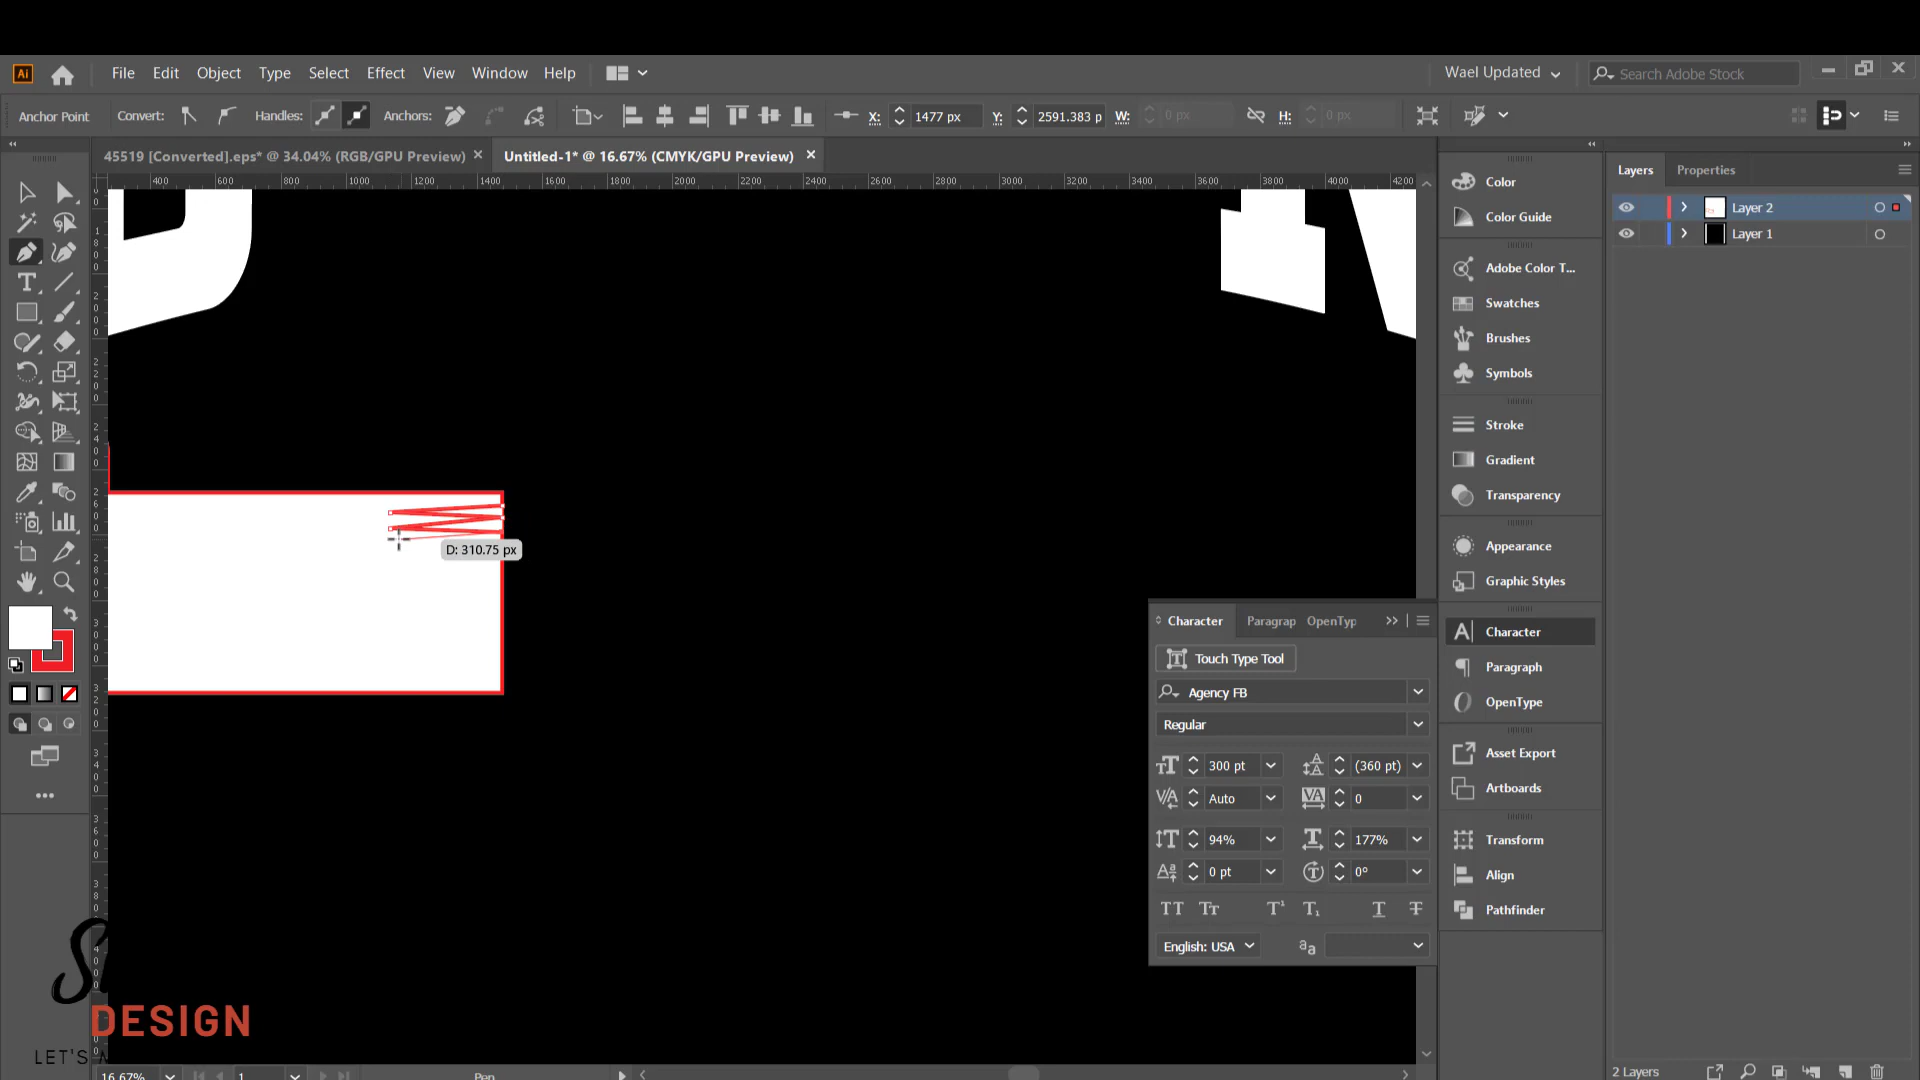 Ai File Edit Object Type Select Effect View Window Help Wael Updated Search Adobe Stock
Anchor Point Convert: Handles: Anchors: X: 1477 px Y: 2591.383 p W: 0 px H: 0 px
45519 [Converted].eps* @ 34.04% (RGB/GPU Preview) Untitled-1* @ 16.67% (CMYK/GPU Preview)
400 600 800 1000 1200 1400 1600 1800 2000 2200 2400 2600 2800 3000 3200 3400 3600 3800 4000 4200
Color
Color Guide
Adobe Color T...
Swatches
Brushes
Symbols
Stroke
Gradient
Transparency
Appearance
Graphic Styles
Character
Paragraph
OpenType
Asset Export
Artboards
Transform
Align
Pathfinder
Layers Properties
Layer 2
Layer 1
2 Layers
D: 310.75 px
Character Paragrap OpenTyp
Touch Type Tool
Agency FB
Regular
300 pt (360 pt)
Auto 0
94% 177%
0 pt 0°
English: USA
DESIGN
LET'S
16.67% 1 Pen